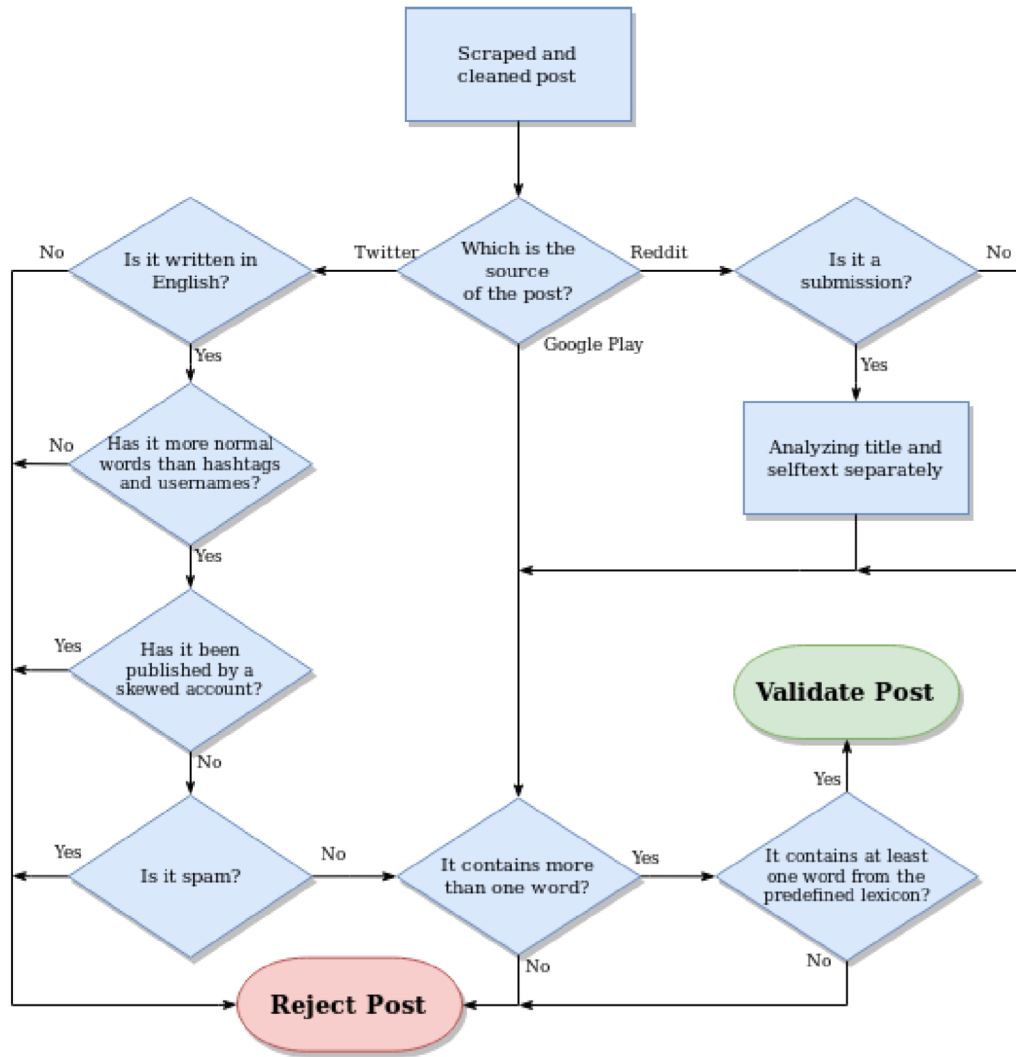 Scraped and
cleaned post
No
Is it written in
English?
Twitter
Which is the
source
of the post?
Reddit
Is it a
submission?
No
Google Play
Yes
Yes
No
Has it more normal
words than hashtags
and usernames?
Analyzing title and
selftext separately
Yes
Yes
Has it been
published by a
skewed account?
Validate Post
No
Yes
Yes
Is it spam?
No
It contains more
than one word?
Yes
It contains at least
one word from the
predefined lexicon?
No
No
Reject Post